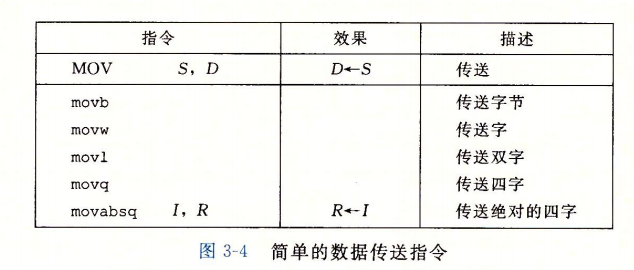 指令 效果 描述
MOV S, D D←S 传送
movb 传送字节
movw 传送字
movl 传送双字
movq 传送四字
movabsq I, R R←I 传送绝对的四字
图 3-4 简单的数据传送指令